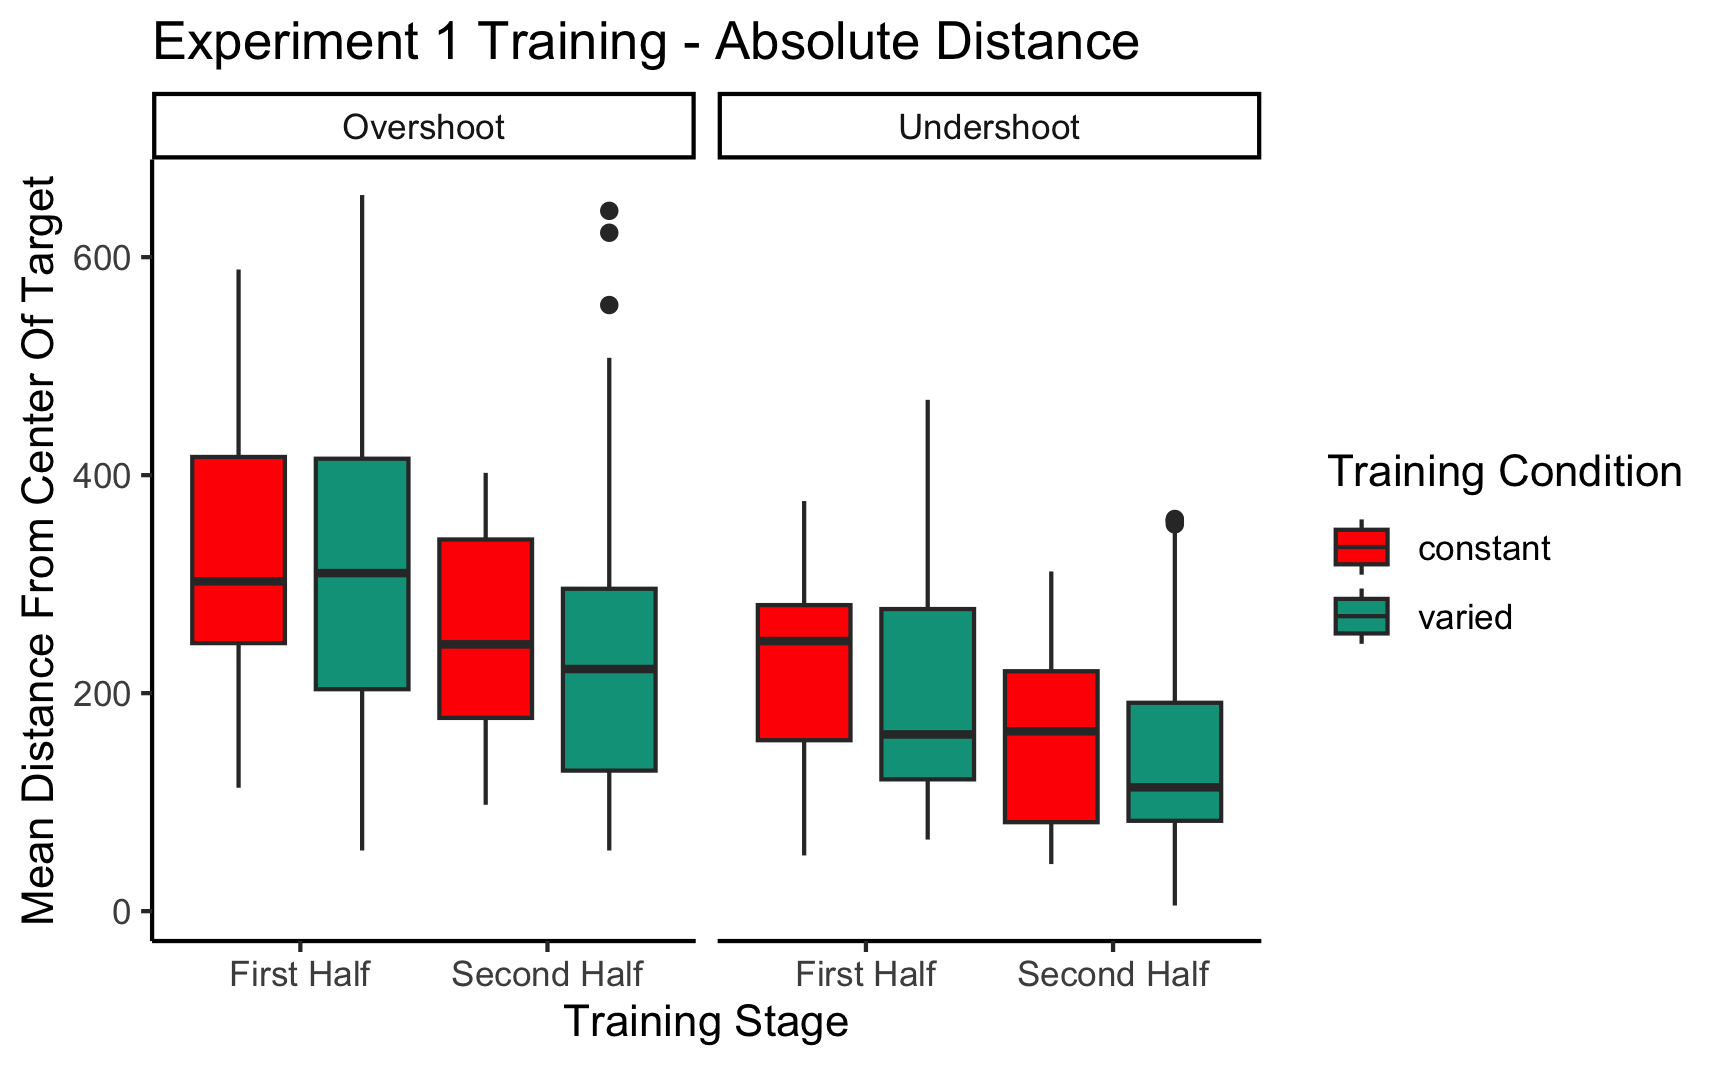 Experiment 1 Training - Absolute Distance
Overshoot
Undershoot
Mean Distance From Center Of Target
600
400
200
0
First Half
Second Half
First Half
Second Half
Training Stage
Training Condition
constant
varied